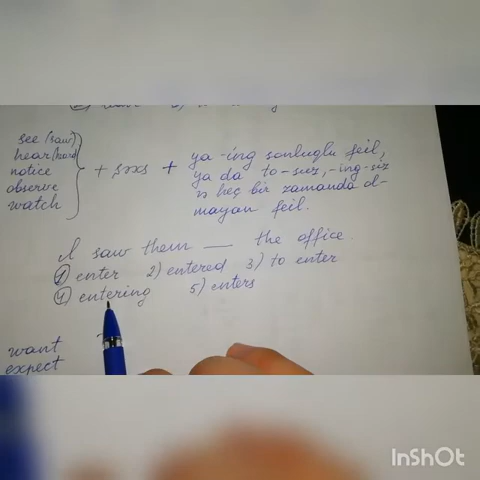 see (saw)
hear (heard)
notice
observe
watch
+ şəxs +
ya -ing sonluqlu feil,
ya da to-suz, -ing-siz
və heç bir zamanda ol-
mayan feil.
I saw them __ the office.
1) enter 2) entered 3) to enter
4) entering 5) enters
want
expect
InShOt